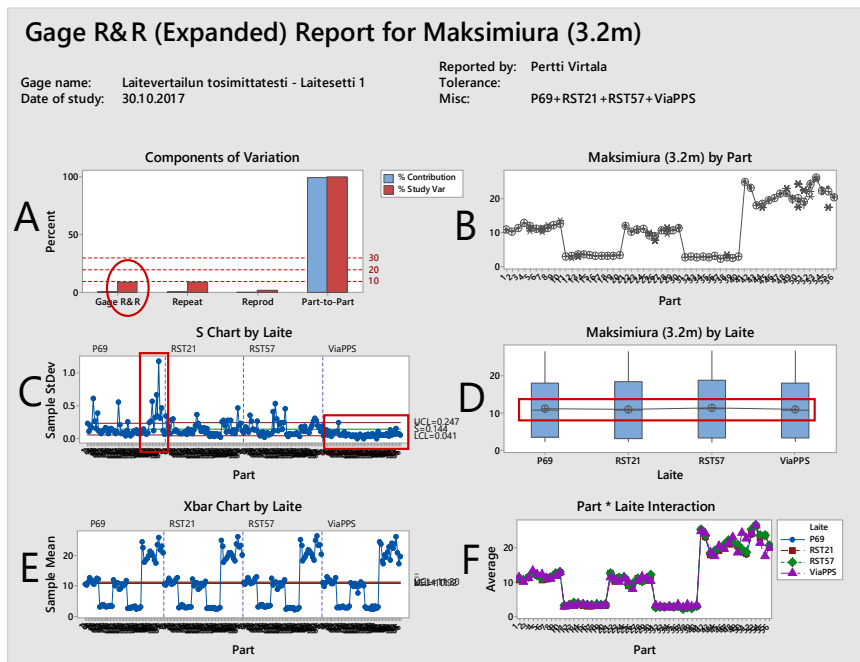 Gage R&R (Expanded) Report for Maksimiura (3.2m)
Reported by: Pertti Virtala
Gage name: Laitevertailun tosimittatesti - Laitesetti 1
Tolerance:
Date of study: 30.10.2017
Misc: P69+RST21+RST57+ViaPPS
A
Components of Variation
% Contribution
% Study Var
Percent
100
50
0
30
20
10
Gage R&R Repeat Reprod Part-to-Part
B
Maksimiura (3.2m) by Part
20
10
0
Part
C
S Chart by Laite
P69 RST21 RST57 ViaPPS
Sample StDev
1.0
0.5
0.0
UCL=0.247
S=0.144
LCL=0.041
Part
D
Maksimiura (3.2m) by Laite
20
10
0
P69 RST21 RST57 ViaPPS
Laite
E
Xbar Chart by Laite
P69 RST21 RST57 ViaPPS
Sample Mean
20
10
0
Part
F
Part * Laite Interaction
Average
20
10
0
Part
Laite
P69
RST21
RST57
ViaPPS